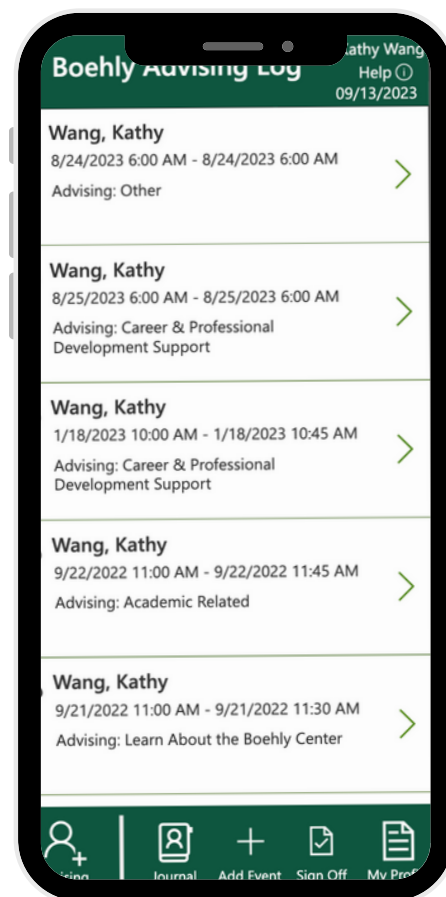 Boehly Advising Log
Kathy Wang
Help
09/13/2023
Wang, Kathy
8/24/2023 6:00 AM - 8/24/2023 6:00 AM
Advising: Other
Wang, Kathy
8/25/2023 6:00 AM - 8/25/2023 6:00 AM
Advising: Career & Professional
Development Support
Wang, Kathy
1/18/2023 10:00 AM - 1/18/2023 10:45 AM
Advising: Career & Professional
Development Support
Wang, Kathy
9/22/2022 11:00 AM - 9/22/2022 11:45 AM
Advising: Academic Related
Wang, Kathy
9/21/2022 11:00 AM - 9/21/2022 11:30 AM
Advising: Learn About the Boehly Center
Journal Add Event Sign Off My